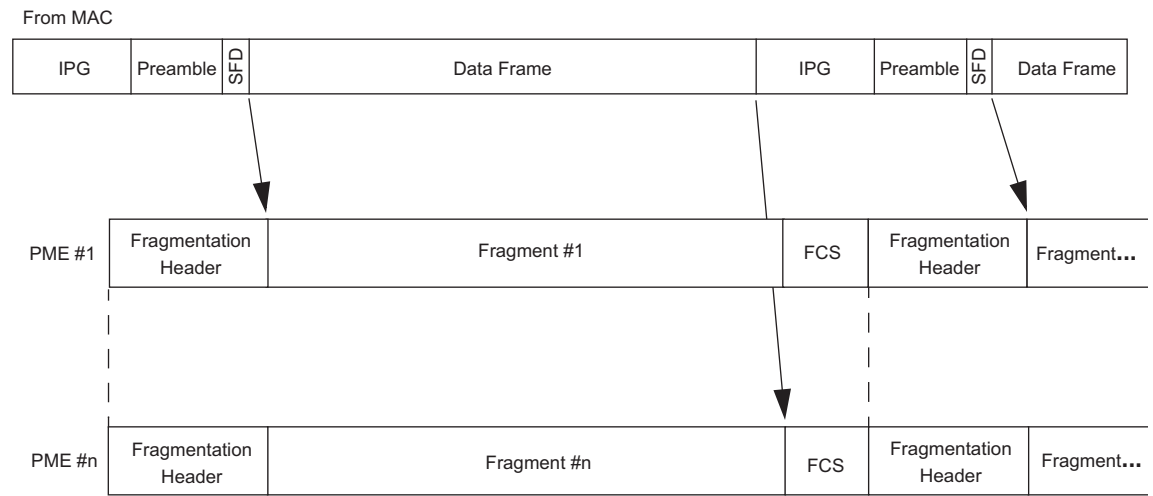 From MAC
IPG Preamble SFD Data Frame IPG Preamble SFD Data Frame
PME #1 Fragmentation Header Fragment #1 FCS Fragmentation Header Fragment...
PME #n Fragmentation Header Fragment #n FCS Fragmentation Header Fragment...